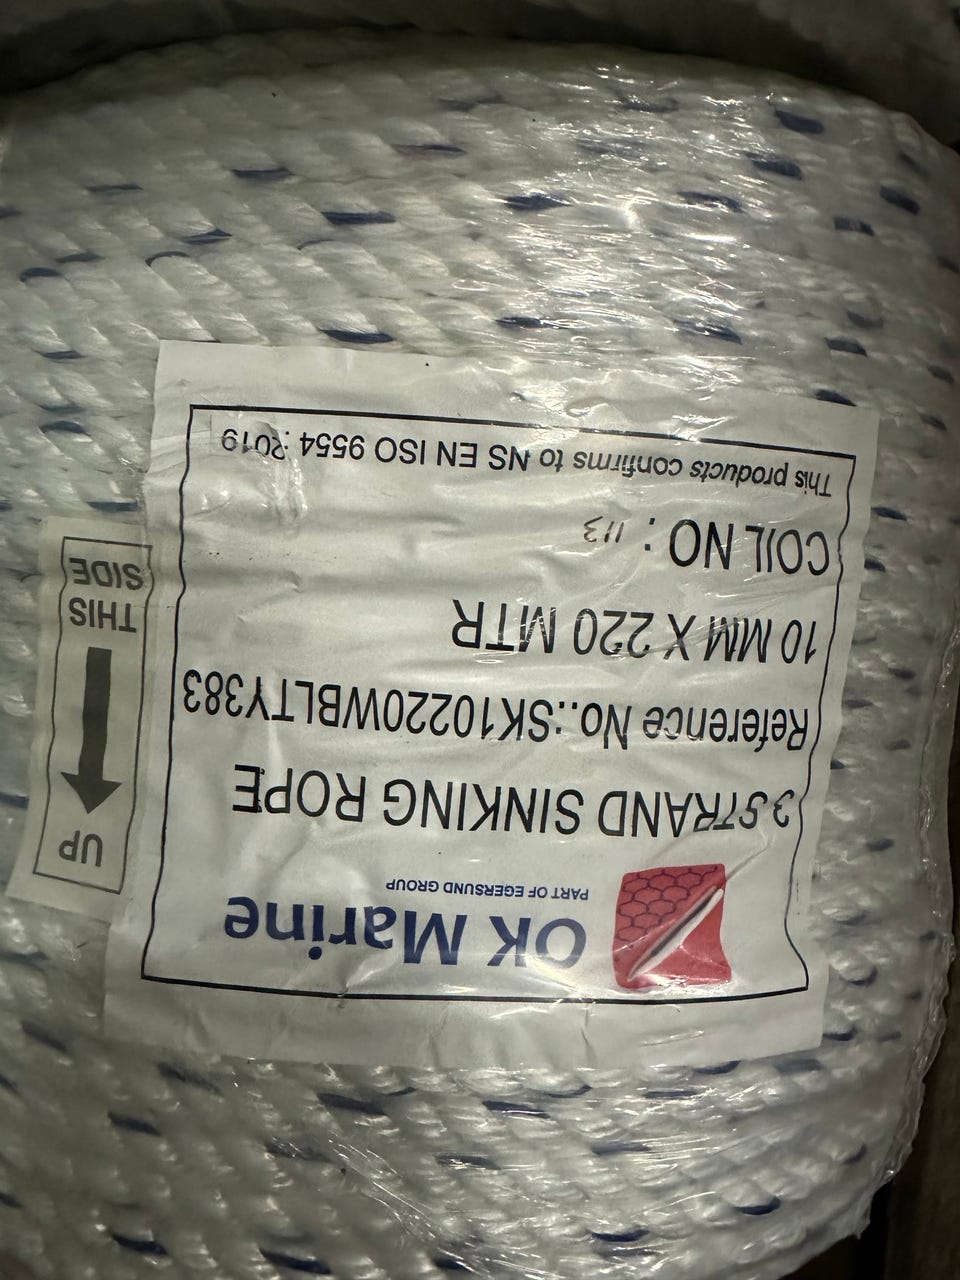 OK Marine
PART OF EGERSUND GROUP
3 STRAND SINKING ROPE
Reference No.:SK10220WBLTY383
10 MM X 220 MTR
COIL NO : 113
This products confirms to NS EN ISO 9554 : 2019
UP
THIS
SIDE